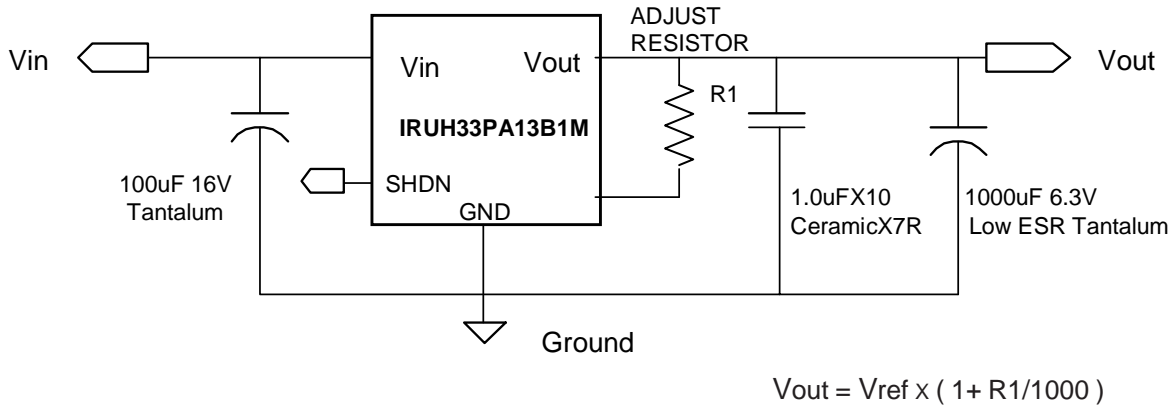 ADJUST
RESISTOR
Vin
Vin
Vout
Vout
R1
IRUH33PA13B1M
100uF 16V
Tantalum
SHDN
GND
1.0uFX10
CeramicX7R
1000uF 6.3V
Low ESR Tantalum
Ground
Vout = Vref x ( 1+ R1/1000 )